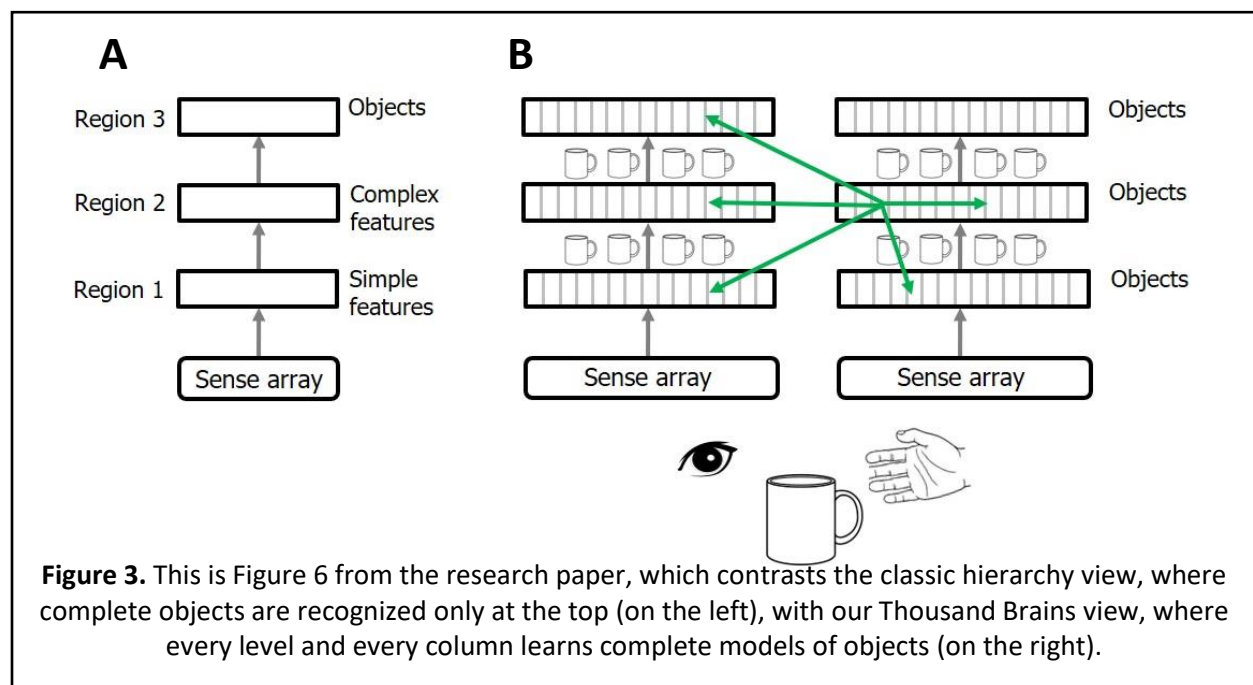 A
B
Region 3
Objects
Objects
Objects
Region 2
Complex
features
Objects
Region 1
Simple
features
Objects
Sense array
Sense array
Sense array
Figure 3. This is Figure 6 from the research paper, which contrasts the classic hierarchy view, where
complete objects are recognized only at the top (on the left), with our Thousand Brains view, where
every level and every column learns complete models of objects (on the right).